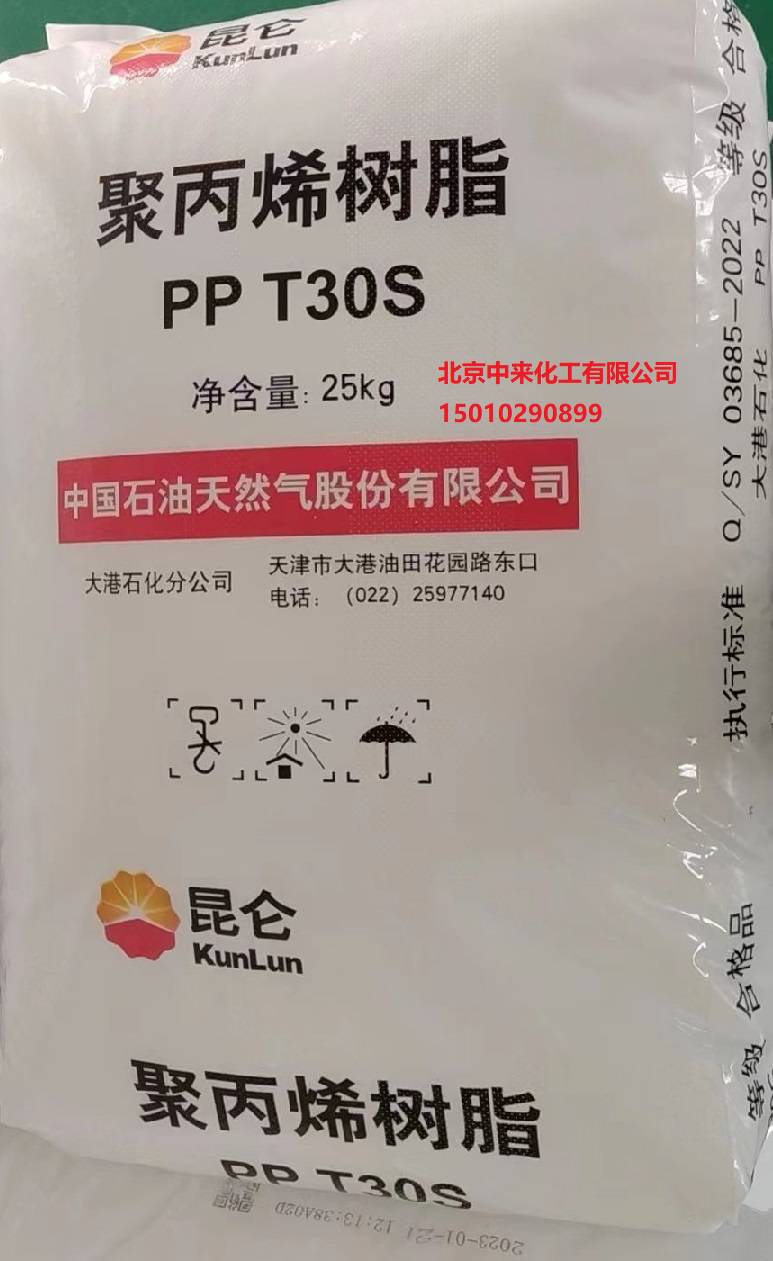 昆仑
KunLun
聚丙烯树脂
PP T30S
净含量: 25kg
北京中来化工有限公司
15010290899
中国石油天然气股份有限公司
大港石化分公司
天津市大港油田花园路东口
电话： (022) 25977140
昆仑
KunLun
聚丙烯树脂
PP T30S
2023-01-21 12:13:38A02D
执行标准 Q/SY 03685-2022 等级 合格
大港石化 PP T30S
等级 合格品